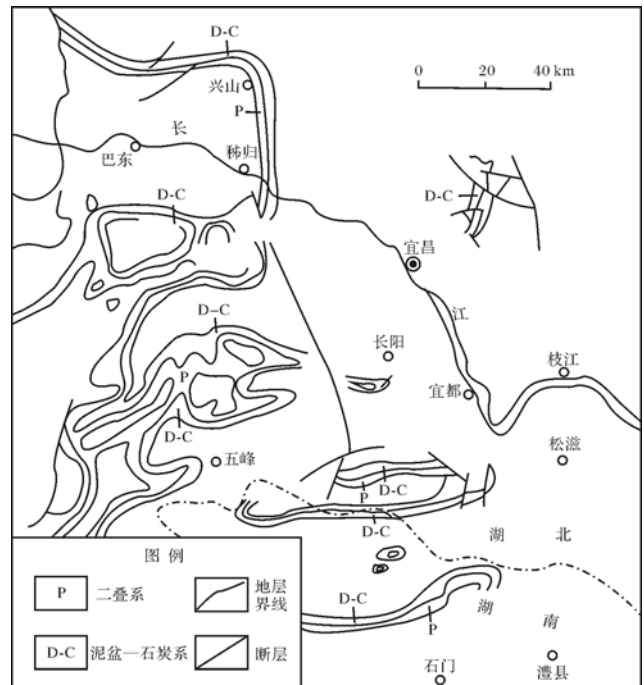 D-C
兴山
P
0 20 40 km
长
巴东
秭归
D-C
D-C
宜昌
江
D-C
长阳
枝江
P
宜都
D-C
五峰
松滋
D-C
P
湖 北
D-C
图 例
P 二叠系
地层
界线
D-C 泥盆—石炭系
断层
D-C
P
湖 南
石门
澧县